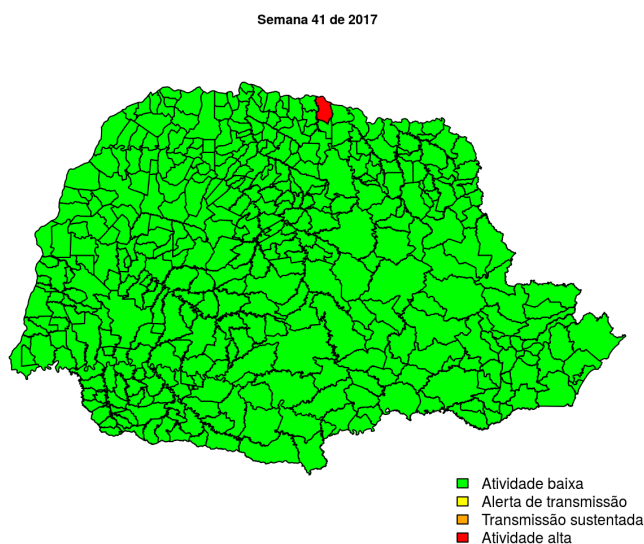 Semana 41 de 2017
Atividade baixa
Alerta de transmissão
Transmissão sustentada
Atividade alta